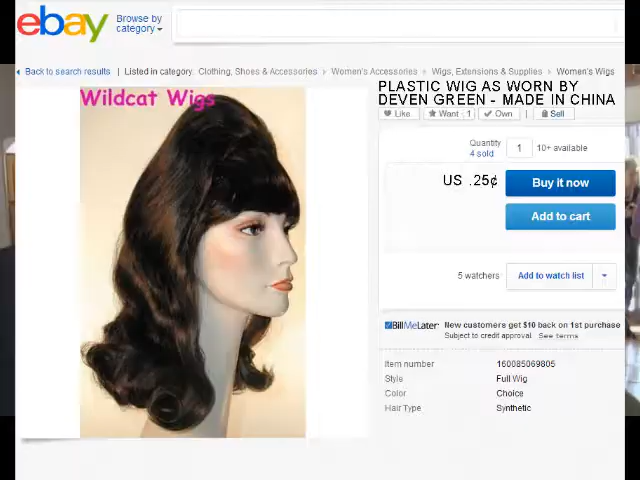 ebay
Browse by
category
Back to search results | Listed in category: Clothing, Shoes & Accessories > Women's Accessories > Wigs, Extensions & Supplies > Women's Wigs
Wildcat Wigs
PLASTIC WIG AS WORN BY
DEVEN GREEN - MADE IN CHINA
Like Want 1 Own | Sell
Quantity 1 10+ available
4 sold
US .25¢ Buy it now
Add to cart
5 watchers Add to watch list
BillMeLater New customers get $10 back on 1st purchase
Subject to credit approval. See terms
Item number 160085069805
Style Full Wig
Color Choice
Hair Type Synthetic